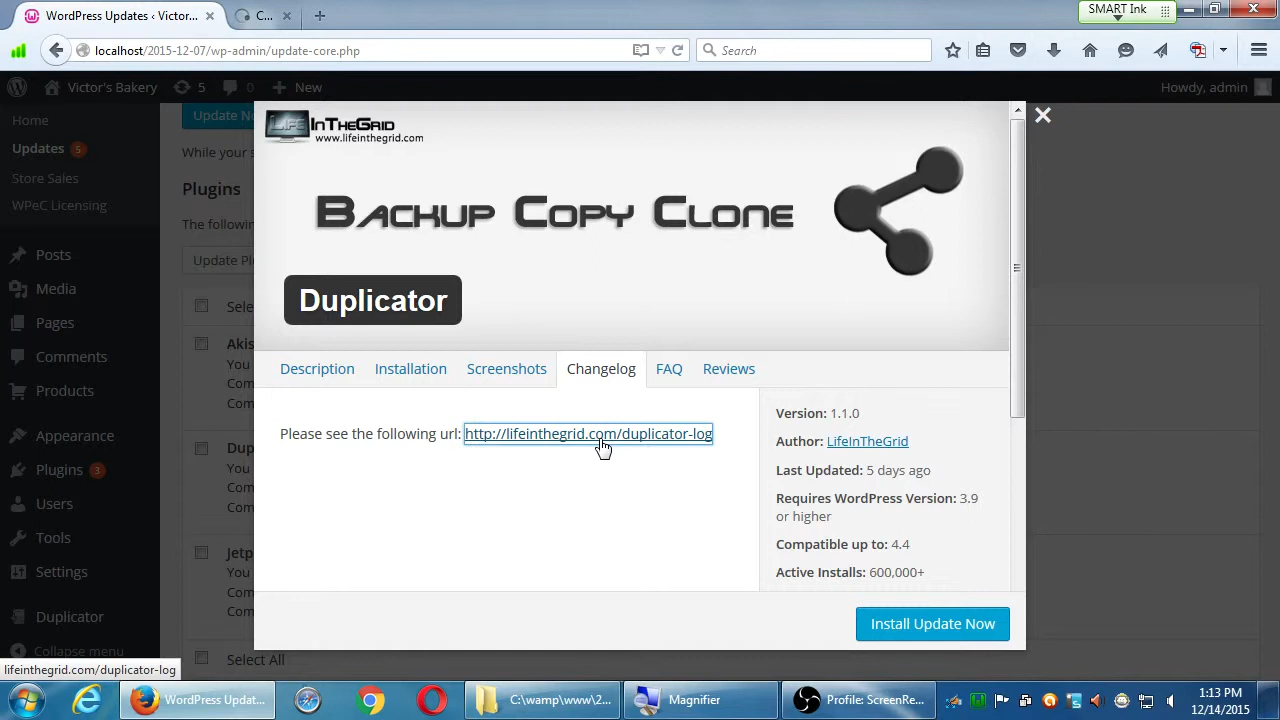 WordPress Updates ‹ Victor...
C...
SMART Ink
localhost/2015-12-07/wp-admin/update-core.php
Search
Victor's Bakery
5
0
New
Howdy, admin
Home
Updates 5
Store Sales
WPeC Licensing
Posts
Media
Pages
Comments
Products
Appearance
Plugins 3
Users
Tools
Settings
Duplicator
Collapse menu
Update No
While your s
Plugins
The followin
Update Plu
Sele
Akis
You
Com
Dup
You
Com
Com
Jetp
You
Com
Com
Select All
LifeInTheGrid
www.lifeinthegrid.com
Backup Copy Clone
Duplicator
Description
Installation
Screenshots
Changelog
FAQ
Reviews
Please see the following url: http://lifeinthegrid.com/duplicator-log
Version: 1.1.0
Author: LifeInTheGrid
Last Updated: 5 days ago
Requires WordPress Version: 3.9
or higher
Compatible up to: 4.4
Active Installs: 600,000+
Install Update Now
lifeinthegrid.com/duplicator-log
WordPress Updat...
C:\wamp\www\2...
Magnifier
Profile: ScreenRe...
1:13 PM
12/14/2015